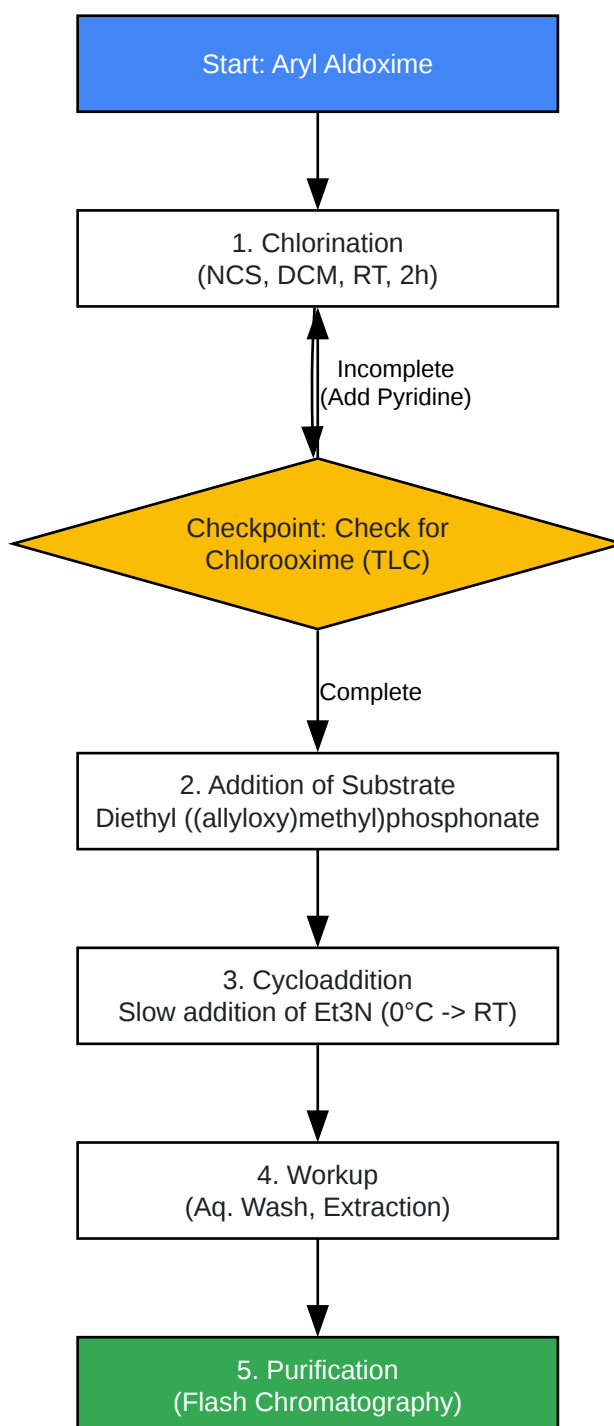 Start: Aryl Aldoxime
1. Chlorination
(NCS, DCM, RT, 2h)
Incomplete
(Add Pyridine)
Checkpoint: Check for
Chlorooxime (TLC)
Complete
2. Addition of Substrate
Diethyl ((allyloxy)methyl)phosphonate
3. Cycloaddition
Slow addition of Et3N (0°C -> RT)
4. Workup
(Aq. Wash, Extraction)
5. Purification
(Flash Chromatography)